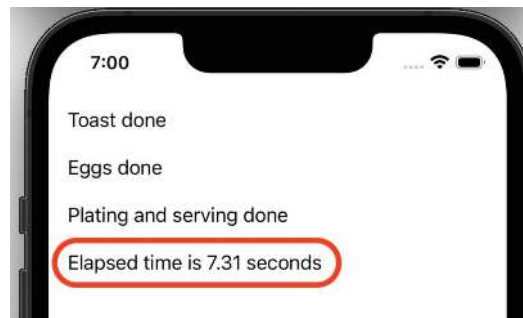 7:00
Toast done
Eggs done
Plating and serving done
Elapsed time is 7.31 seconds